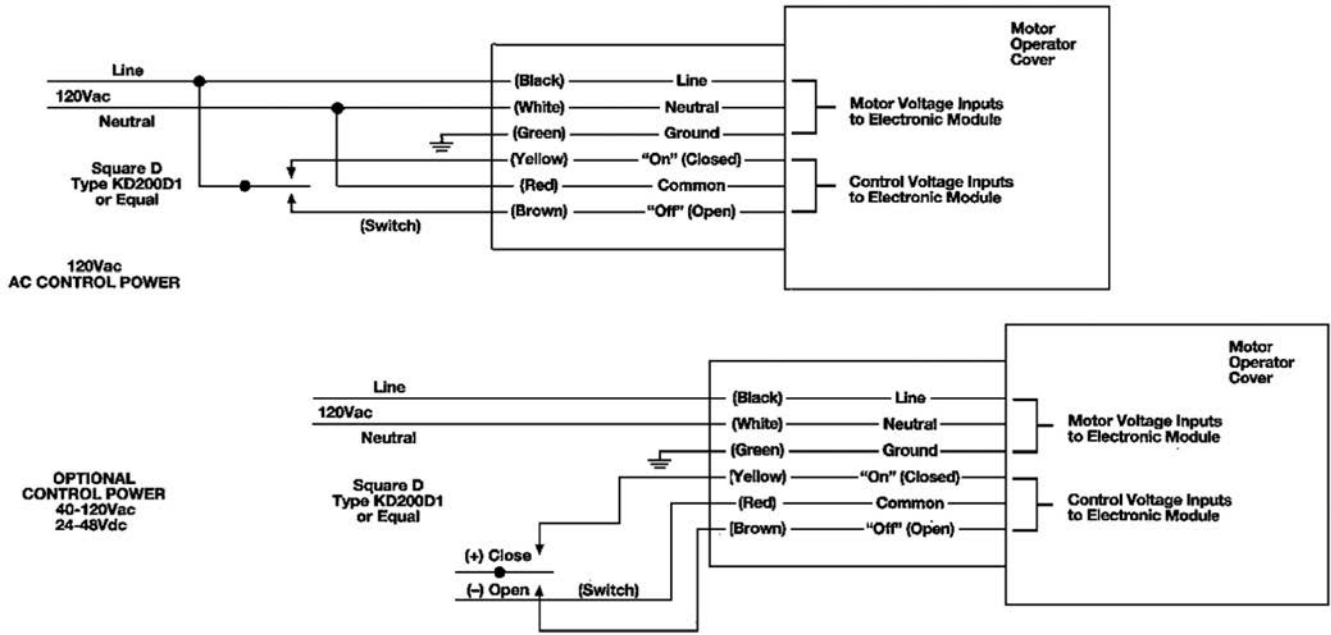 Motor
Operator
Cover
Line
120Vac
Neutral
(Black) Line
(White) Neutral
(Green) Ground
(Yellow) "On" (Closed)
(Red) Common
(Brown) "Off" (Open)
Motor Voltage Inputs
to Electronic Module
Control Voltage Inputs
to Electronic Module
Square D
Type KD200D1
or Equal
(Switch)
120Vac
AC CONTROL POWER
Motor
Operator
Cover
Line
120Vac
Neutral
(Black) Line
(White) Neutral
(Green) Ground
(Yellow) "On" (Closed)
(Red) Common
(Brown) "Off" (Open)
Motor Voltage Inputs
to Electronic Module
Control Voltage Inputs
to Electronic Module
OPTIONAL
CONTROL POWER
40-120Vac
24-48Vdc
Square D
Type KD200D1
or Equal
(+) Close
(–) Open (Switch)